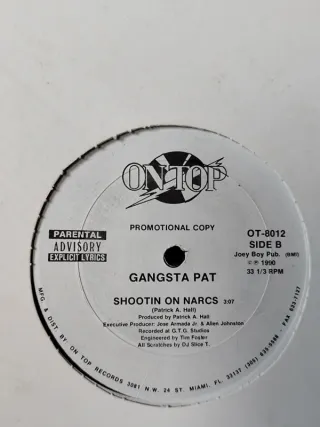 ON TOP
PROMOTIONAL COPY
PARENTAL
ADVISORY
EXPLICIT LYRICS
OT-8012
SIDE B
Joey Boy Pub. (BMI)
℗ © 1990
33 1/3 RPM
GANGSTA PAT
SHOOTIN ON NARCS 3:07
(Patrick A. Hall)
Produced by Patrick A. Hall
Executive Producer: Jose Armada Jr. & Allen Johnston
Recorded at G.T.G. Studios
Engineered by Tim Foster
All Scratches by DJ Slice T.
MFG. & DIST. BY ON TOP RECORDS 3081 N.W. 24 ST. MIAMI, FL. 33137 (305)